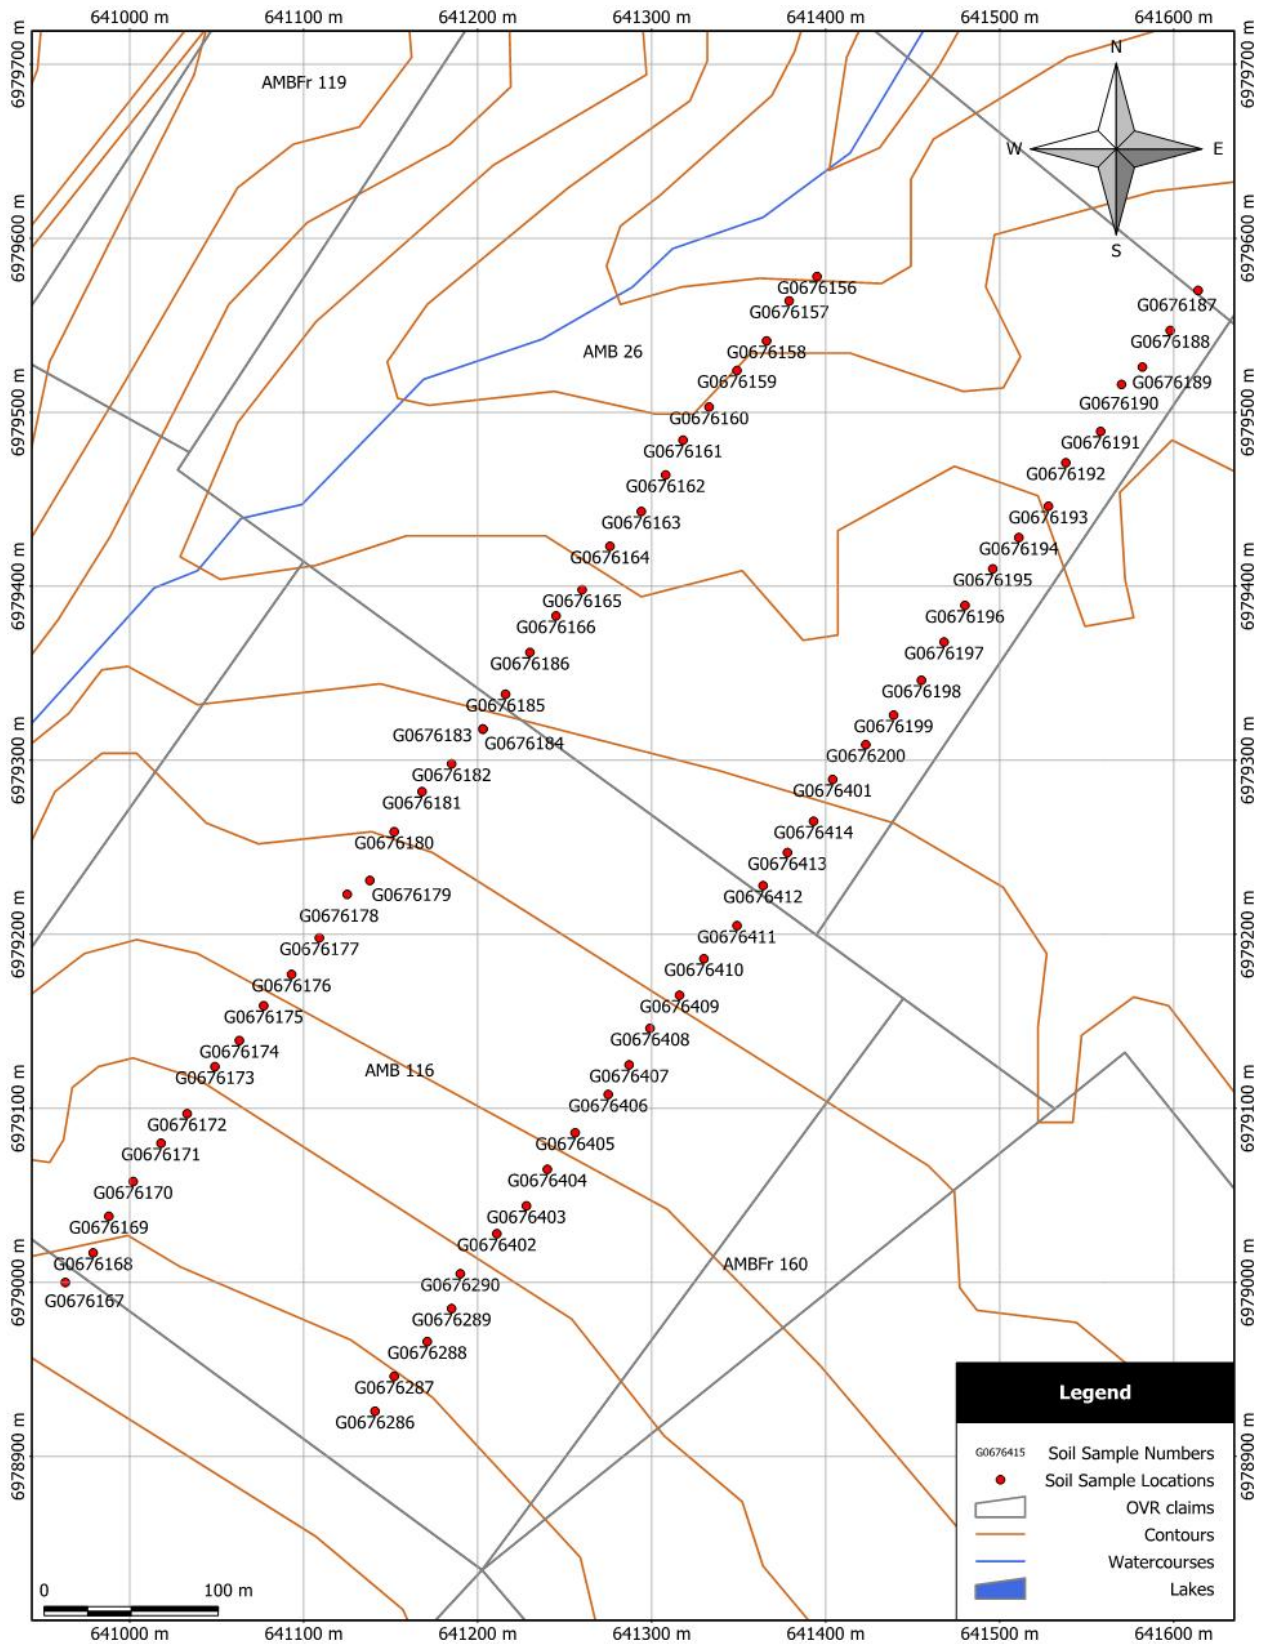 641000 m 641100 m 641200 m 641300 m 641400 m 641500 m 641600 m
6979700 m
6979700 m
N
W
E
S
AMBFr 119
6979600 m
6979600 m
G0676156
G0676187
G0676157
G0676188
AMB 26
G0676158
G0676159
G0676189
G0676190
6979500 m
6979500 m
G0676160
G0676191
G0676161
G0676192
G0676162
G0676193
G0676163
G0676194
G0676164
G0676195
6979400 m
6979400 m
G0676165
G0676196
G0676166
G0676197
G0676186
G0676198
G0676185
G0676199
G0676183
G0676184
G0676200
6979300 m
6979300 m
G0676182
G0676401
G0676181
G0676414
G0676180
G0676413
G0676179
G0676412
G0676178
G0676411
6979200 m
6979200 m
G0676177
G0676410
G0676176
G0676409
G0676175
G0676408
G0676174
AMB 116
G0676407
G0676173
G0676406
6979100 m
6979100 m
G0676172
G0676405
G0676171
G0676404
G0676170
G0676403
G0676169
G0676402
G0676168
AMBFr 160
6979000 m
6979000 m
G0676290
G0676167
G0676289
G0676288
G0676287
G0676286
6978900 m
6978900 m
Legend
G0676415 Soil Sample Numbers
Soil Sample Locations
OVR claims
Contours
Watercourses
Lakes
0 100 m
641000 m 641100 m 641200 m 641300 m 641400 m 641500 m 641600 m